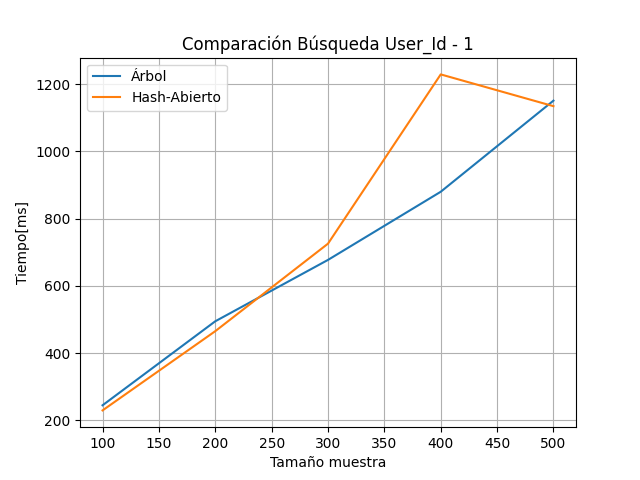 Comparación Búsqueda User_Id - 1
Árbol
Hash-Abierto
1200
1000
800
600
400
200
Tiempo[ms]
100 150 200 250 300 350 400 450 500
Tamaño muestra